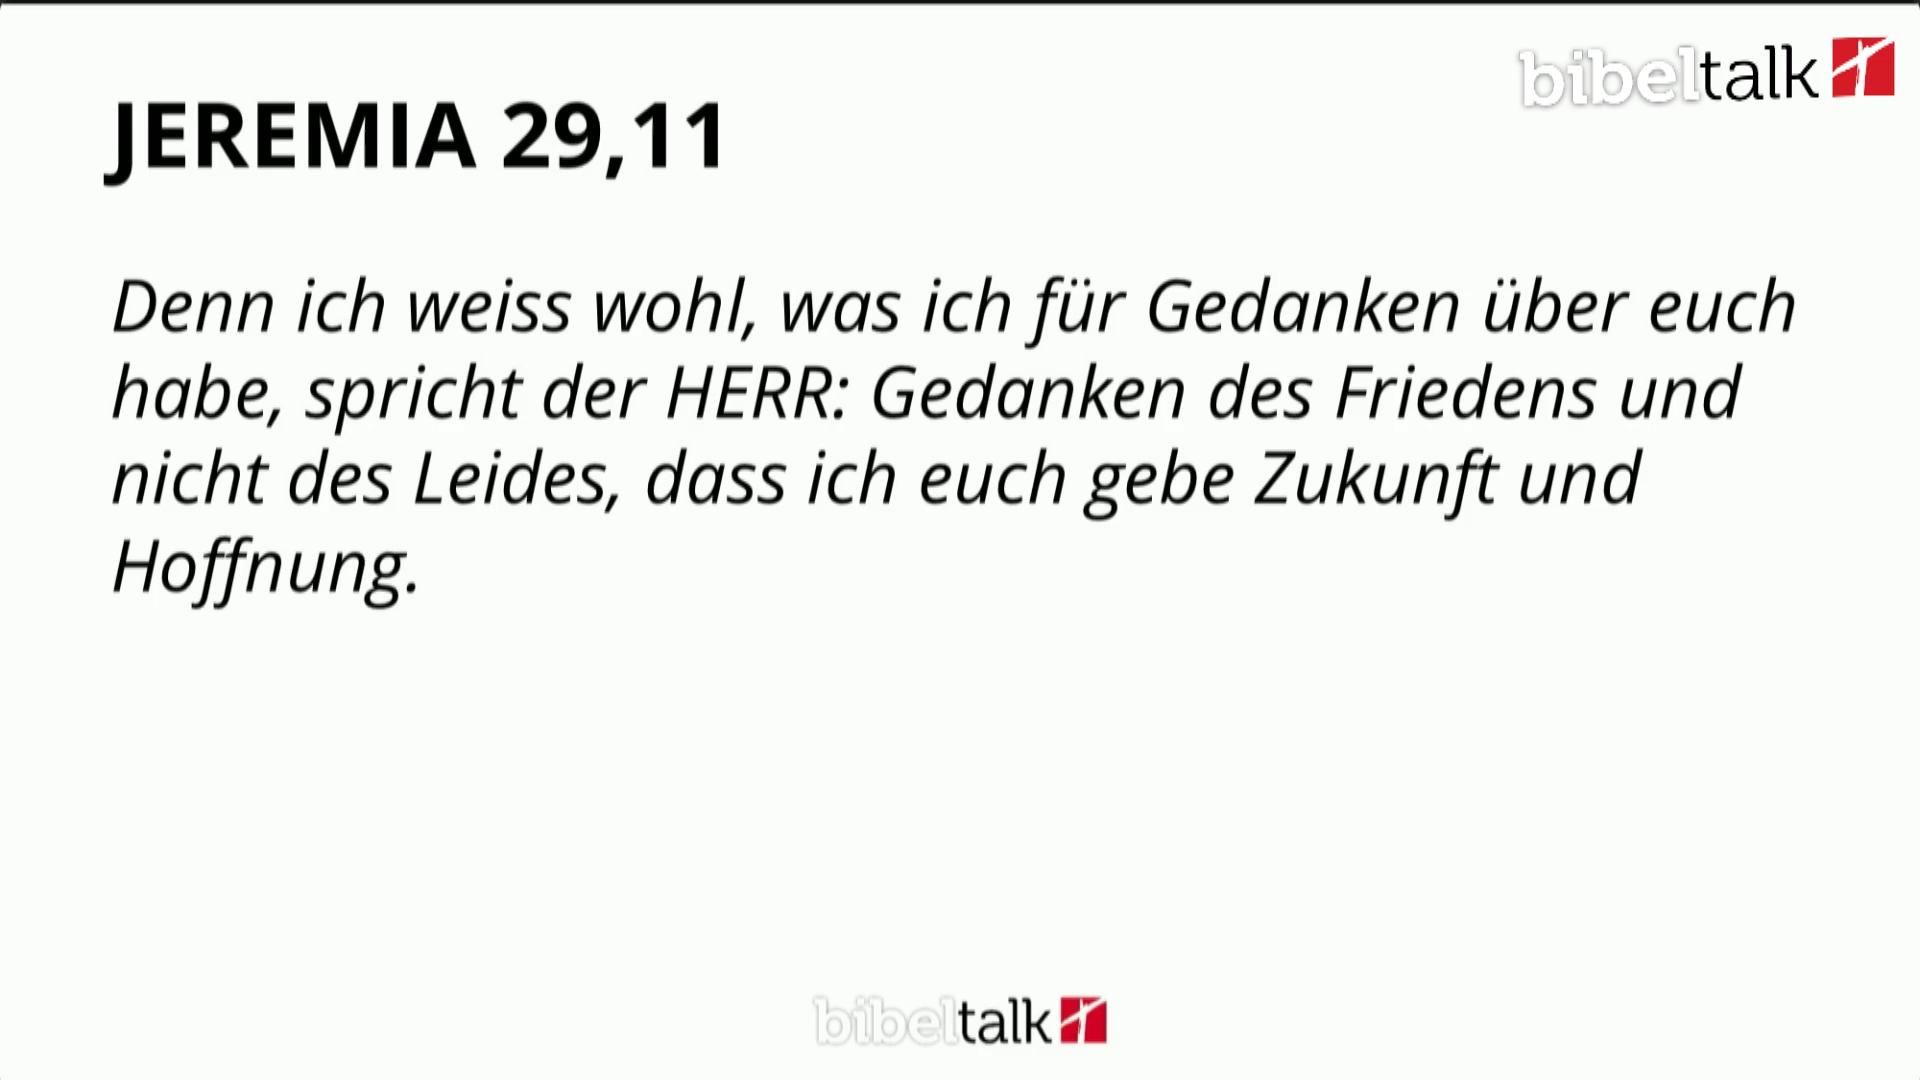 bibeltalk
JEREMIA 29,11
Denn ich weiss wohl, was ich für Gedanken über euch
habe, spricht der HERR: Gedanken des Friedens und
nicht des Leides, dass ich euch gebe Zukunft und
Hoffnung.
bibeltalk